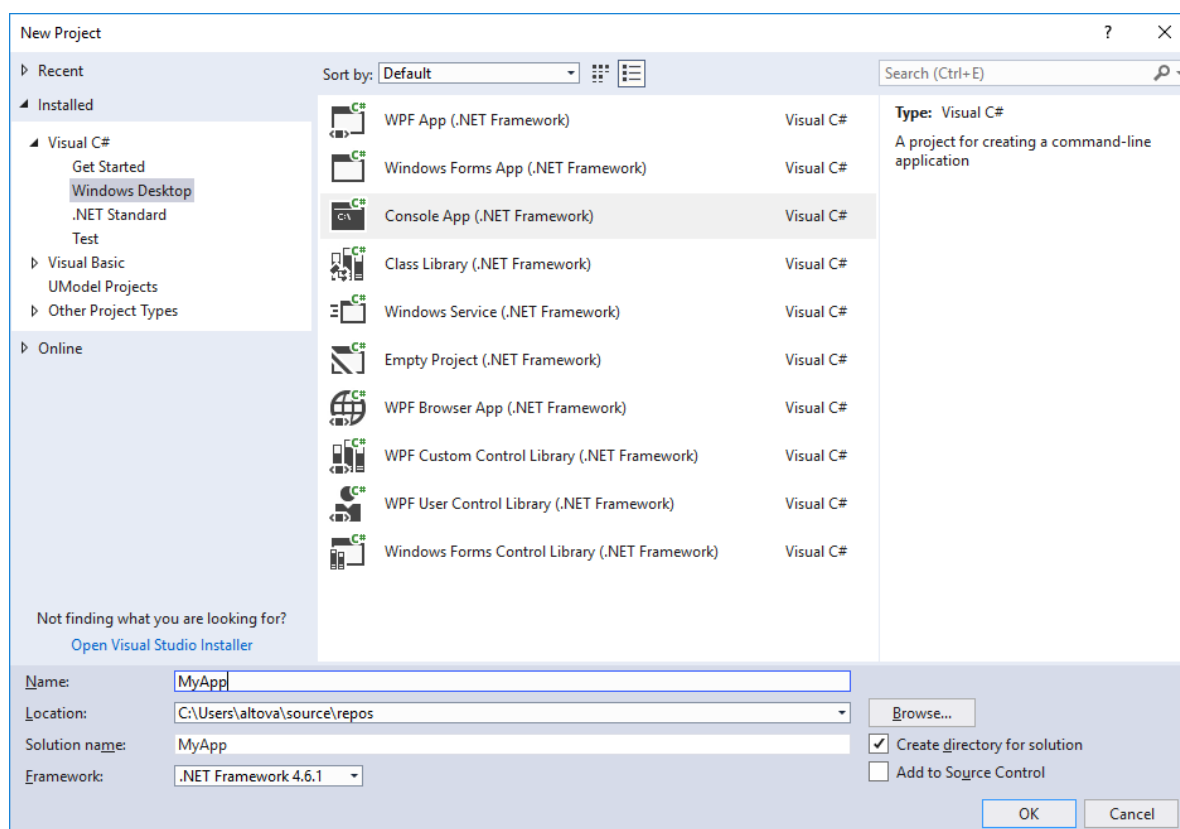 New Project
?
Recent
Installed
Visual C#
Get Started
Windows Desktop
.NET Standard
Test
Visual Basic
UModel Projects
Other Project Types
Online
Not finding what you are looking for?
Open Visual Studio Installer
Sort by: Default
C# WPF App (.NET Framework) Visual C#
C# Windows Forms App (.NET Framework) Visual C#
C# C:\ Console App (.NET Framework) Visual C#
C# Class Library (.NET Framework) Visual C#
C# Windows Service (.NET Framework) Visual C#
C# Empty Project (.NET Framework) Visual C#
C# WPF Browser App (.NET Framework) Visual C#
C# WPF Custom Control Library (.NET Framework) Visual C#
C# WPF User Control Library (.NET Framework) Visual C#
C# Windows Forms Control Library (.NET Framework) Visual C#
Search (Ctrl+E)
Type: Visual C#
A project for creating a command-line
application
Name: MyApp
Location: C:\Users\altova\source\repos
Browse...
Solution name: MyApp
Create directory for solution
Framework: .NET Framework 4.6.1
Add to Source Control
OK
Cancel